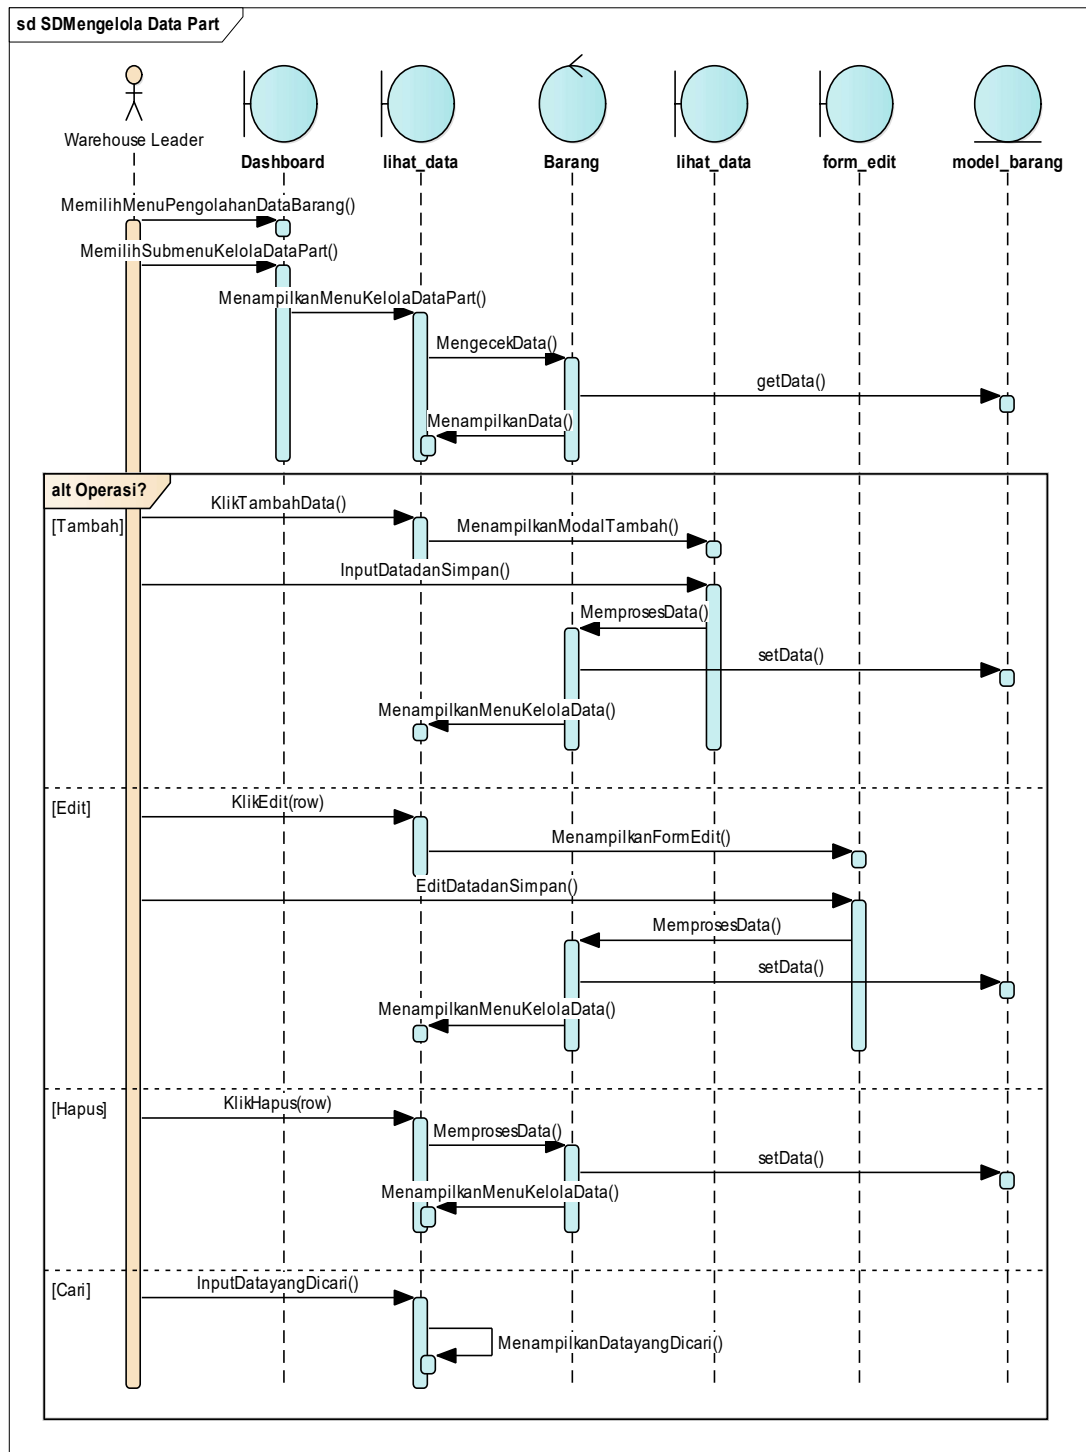 sd SDMengelola Data Part
Warehouse Leader
Dashboard
lihat_data
Barang
lihat_data
form_edit
model_barang
MemilihMenuPengolahanDataBarang()
MemilihSubmenuKelolaDataPart()
MenampilkanMenuKelolaDataPart()
MengecekData()
getData()
MenampilkanData()
alt Operasi?
[Tambah]
KlikTambahData()
MenampilkanModalTambah()
InputDatadanSimpan()
MemprosesData()
setData()
MenampilkanMenuKelolaData()
[Edit]
KlikEdit(row)
MenampilkanFormEdit()
EditDatadanSimpan()
MemprosesData()
setData()
MenampilkanMenuKelolaData()
[Hapus]
KlikHapus(row)
MemprosesData()
setData()
MenampilkanMenuKelolaData()
[Cari]
InputDatayangDicari()
MenampilkanDatayangDicari()